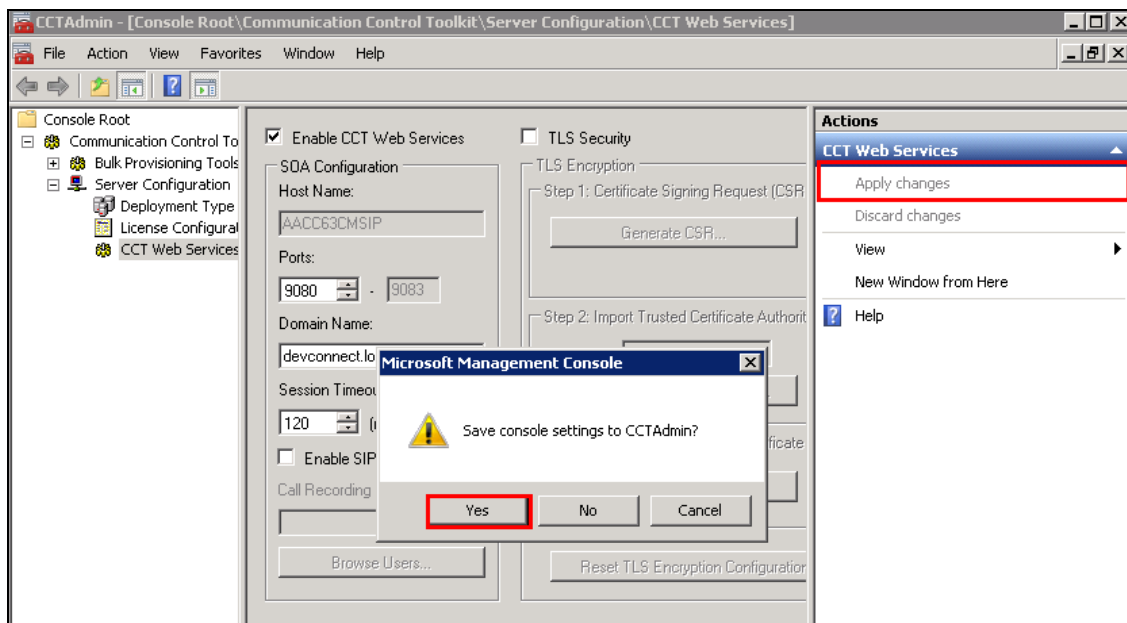 CCTAdmin - [Console Root\Communication Control Toolkit\Server Configuration\CCT Web Services]
File Action View Favorites Window Help
Console Root
Communication Control To
Bulk Provisioning Tools
Server Configuration
Deployment Type
License Configural
CCT Web Services
Enable CCT Web Services
SOA Configuration
Host Name:
AACC63CMSIP
Ports:
9080 - 9083
Domain Name:
devconnect.lo
Session Timeou
120
Enable SIP
Call Recording
Browse Users...
TLS Security
TLS Encryption
Step 1: Certificate Signing Request (CSR
Generate CSR...
Step 2: Import Trusted Certificate Authorit
ficate
Reset TLS Encryption Configuration
Microsoft Management Console
Save console settings to CCTAdmin?
Yes No Cancel
Actions
CCT Web Services
Apply changes
Discard changes
View
New Window from Here
Help